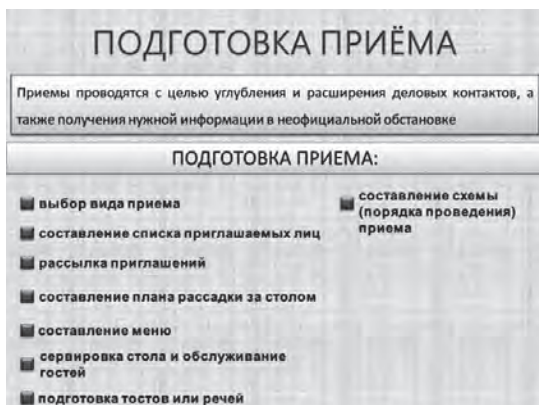 ПОДГОТОВКА ПРИЁМА
Приемы проводятся с целью углубления и расширения деловых контактов, а
также получения нужной информации в неофициальной обстановке
ПОДГОТОВКА ПРИЕМА:
выбор вида приема
составление списка приглашаемых лиц
рассылка приглашений
составление плана рассадки за столом
составление меню
сервировка стола и обслуживание
гостей
подготовка тостов или речей
составление схемы
(порядка проведения)
приема